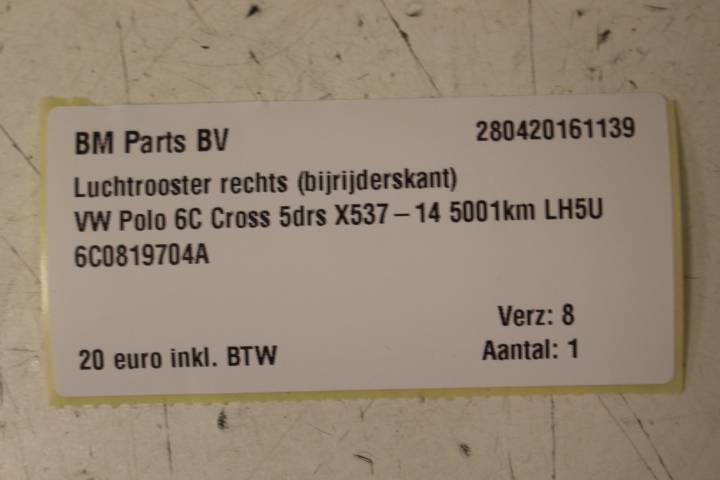 BM Parts BV 280420161139
Luchtrooster rechts (bijrijderskant)
VW Polo 6C Cross 5drs X537 – 14 5001km LH5U
6C0819704A
Verz: 8
20 euro inkl. BTW Aantal: 1